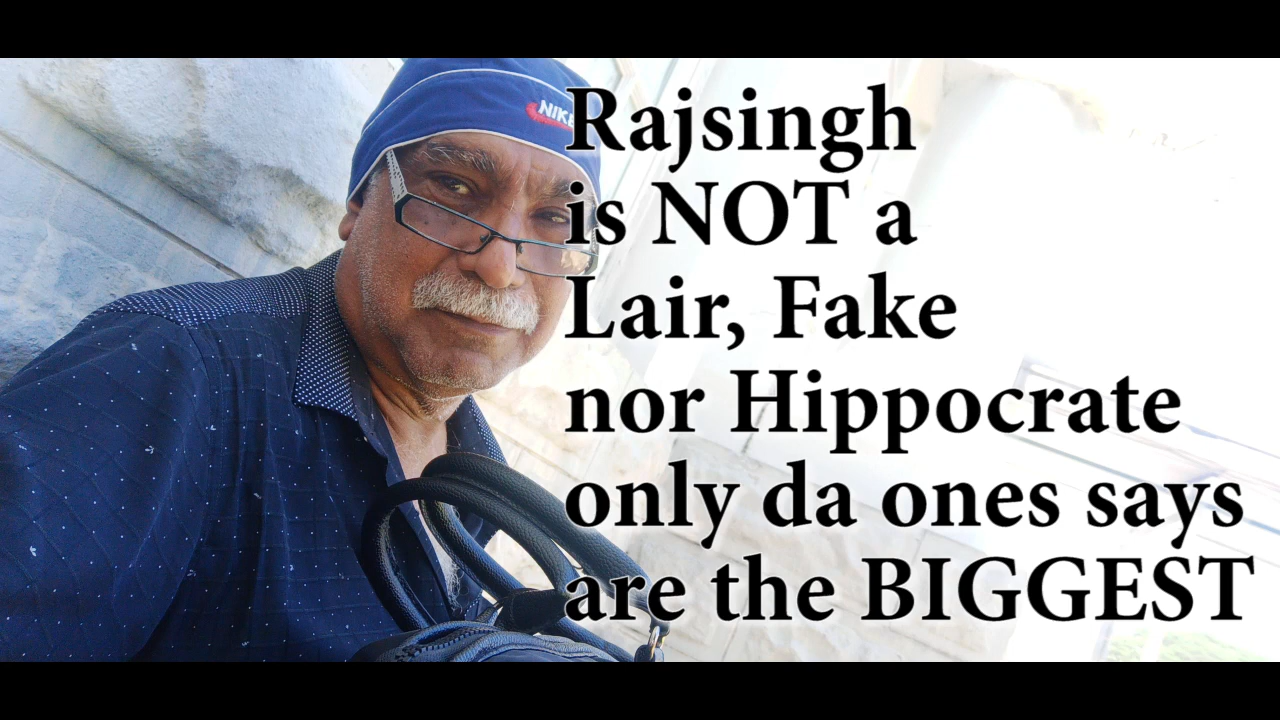 NIKE
Rajsingh
is NOT a
Lair, Fake
nor Hippocrate
only da ones says
are the BIGGEST